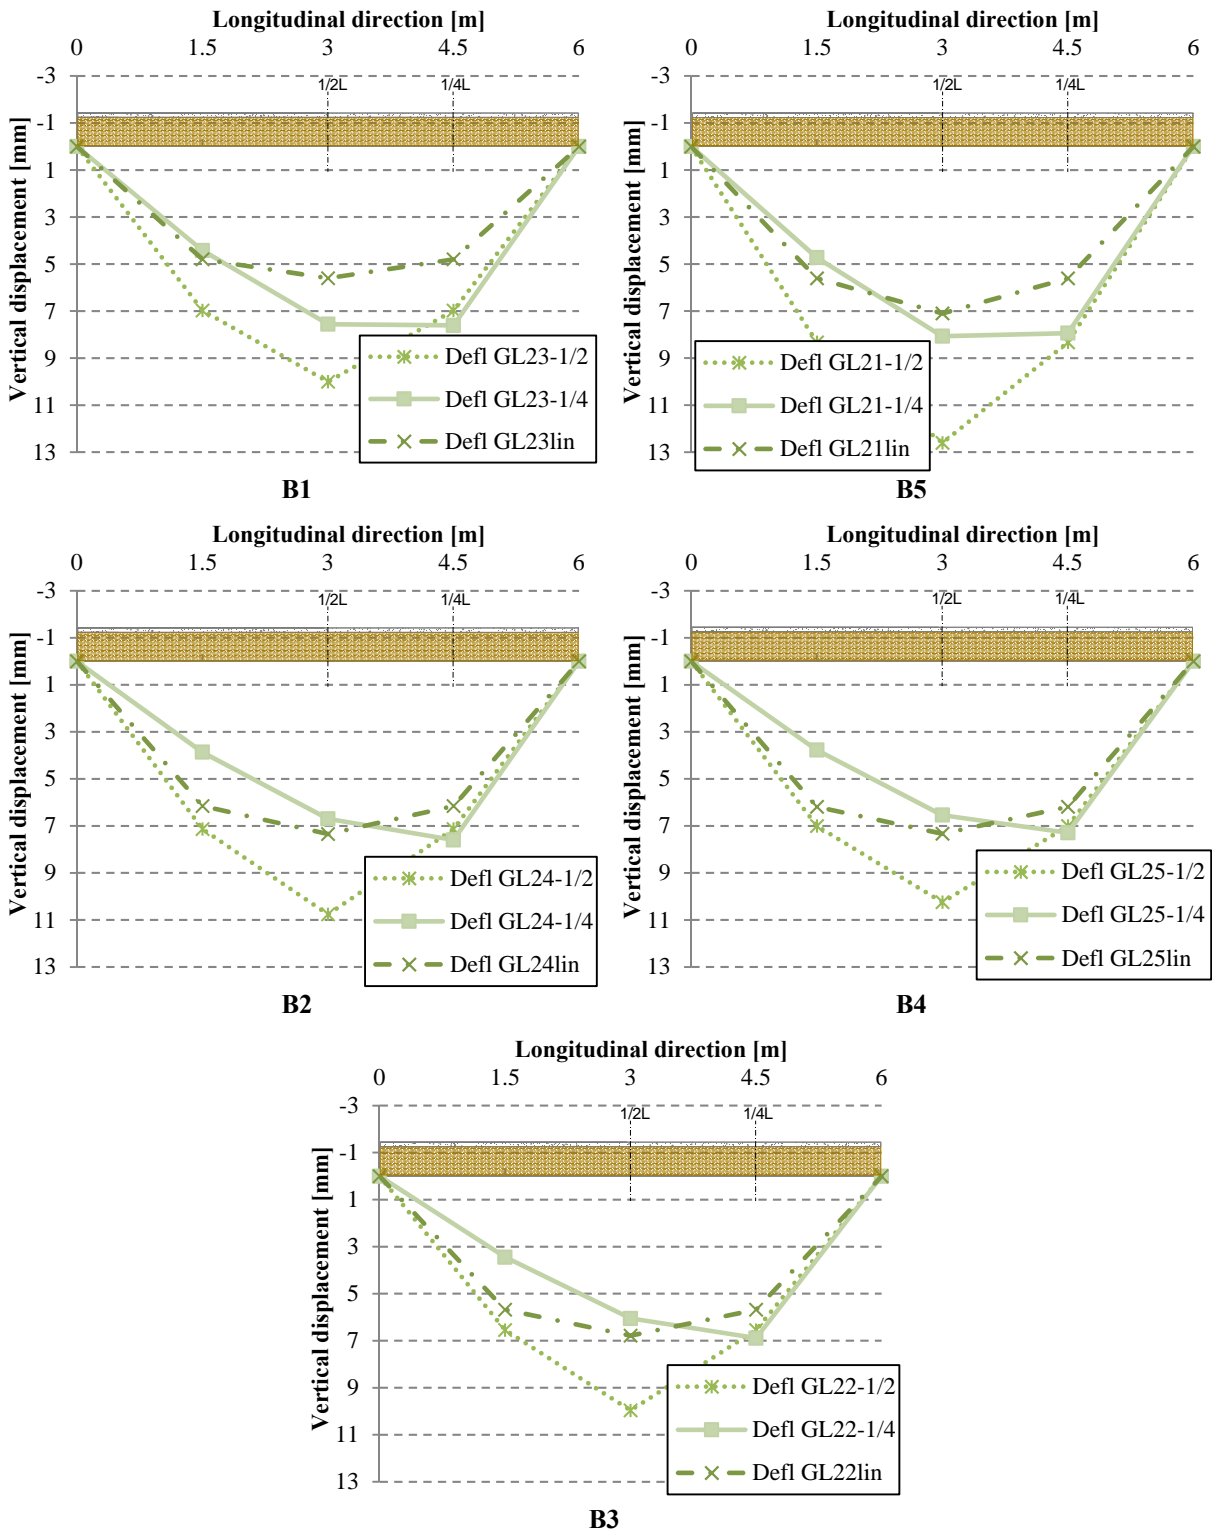 Longitudinal direction [m]
0 1.5 3 4.5 6
1/2L 1/4L
Vertical displacement [mm]
-3
-1
1
3
5
7
9
11
13
Defl GL23-1/2
Defl GL23-1/4
Defl GL23lin
B1
Longitudinal direction [m]
0 1.5 3 4.5 6
1/2L 1/4L
Vertical displacement [mm]
-3
-1
1
3
5
7
9
11
13
Defl GL21-1/2
Defl GL21-1/4
Defl GL21lin
B5
Longitudinal direction [m]
0 1.5 3 4.5 6
1/2L 1/4L
Vertical displacement [mm]
-3
-1
1
3
5
7
9
11
13
Defl GL24-1/2
Defl GL24-1/4
Defl GL24lin
B2
Longitudinal direction [m]
0 1.5 3 4.5 6
1/2L 1/4L
Vertical displacement [mm]
-3
-1
1
3
5
7
9
11
13
Defl GL25-1/2
Defl GL25-1/4
Defl GL25lin
B4
Longitudinal direction [m]
0 1.5 3 4.5 6
1/2L 1/4L
Vertical displacement [mm]
-3
-1
1
3
5
7
9
11
13
Defl GL22-1/2
Defl GL22-1/4
Defl GL22lin
B3